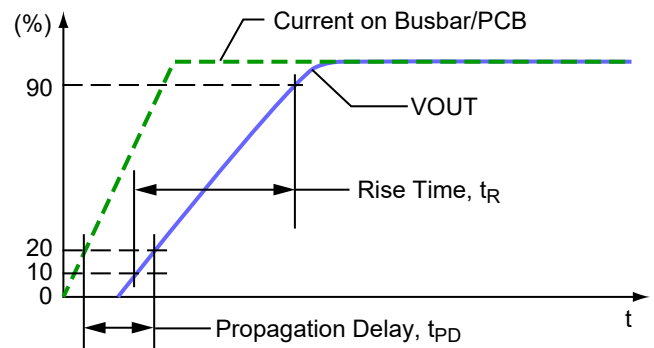 (%)
Current on Busbar/PCB
90
VOUT
Rise Time, tR
20
10
0
t
Propagation Delay, tPD